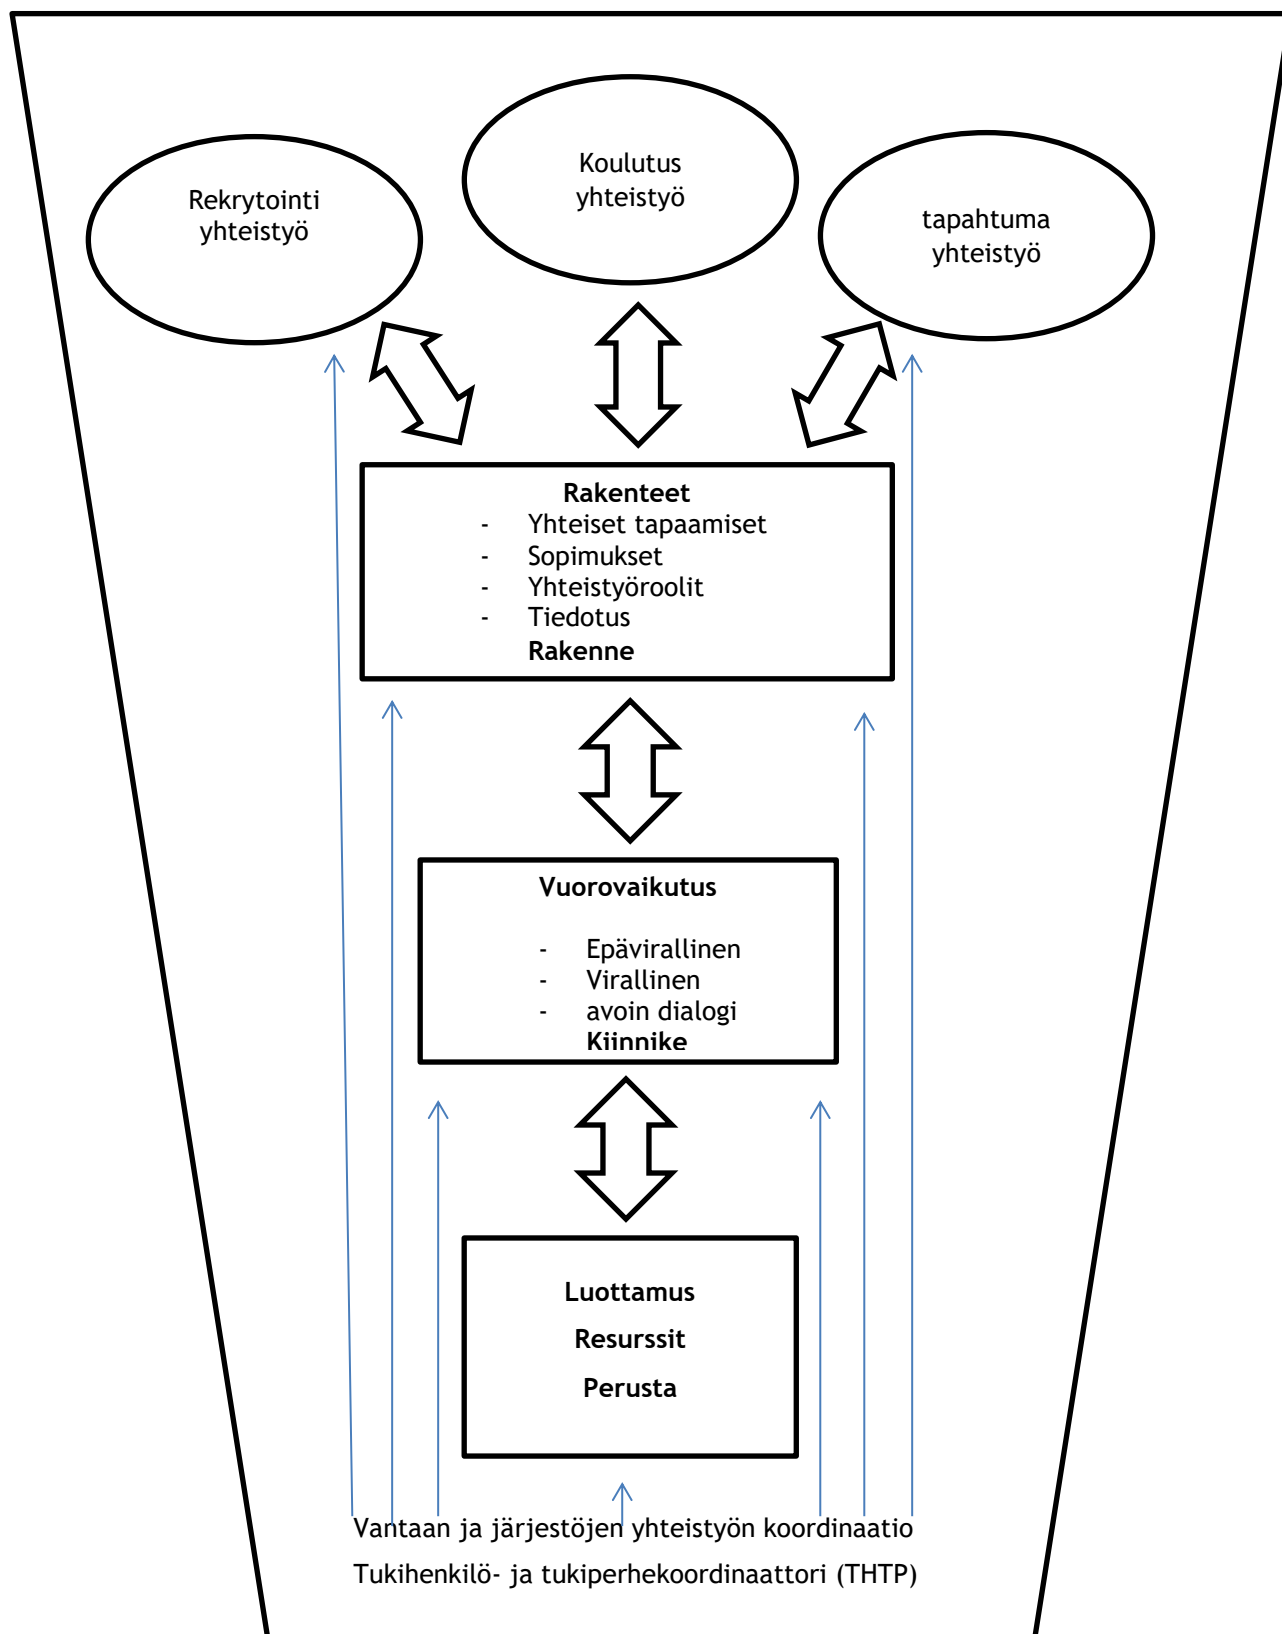 Koulutus
yhteistyö
Rekrytointi
yhteistyö
tapahtuma
yhteistyö
Rakenteet
- Yhteiset tapaamiset
- Sopimukset
- Yhteistyöroolit
- Tiedotus
Rakenne
Vuorovaikutus
- Epävirallinen
- Virallinen
- avoin dialogi
Kiinnike
Luottamus
Resurssit
Perusta
Vantaan ja järjestöjen yhteistyön koordinaatio
Tukihenkilö- ja tukiperhekoordinaattori (THTP)